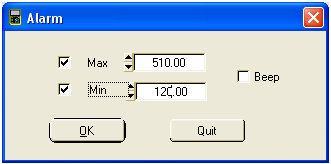 Alarm
Max 510.00
Min 120.00
Beep
OK Quit